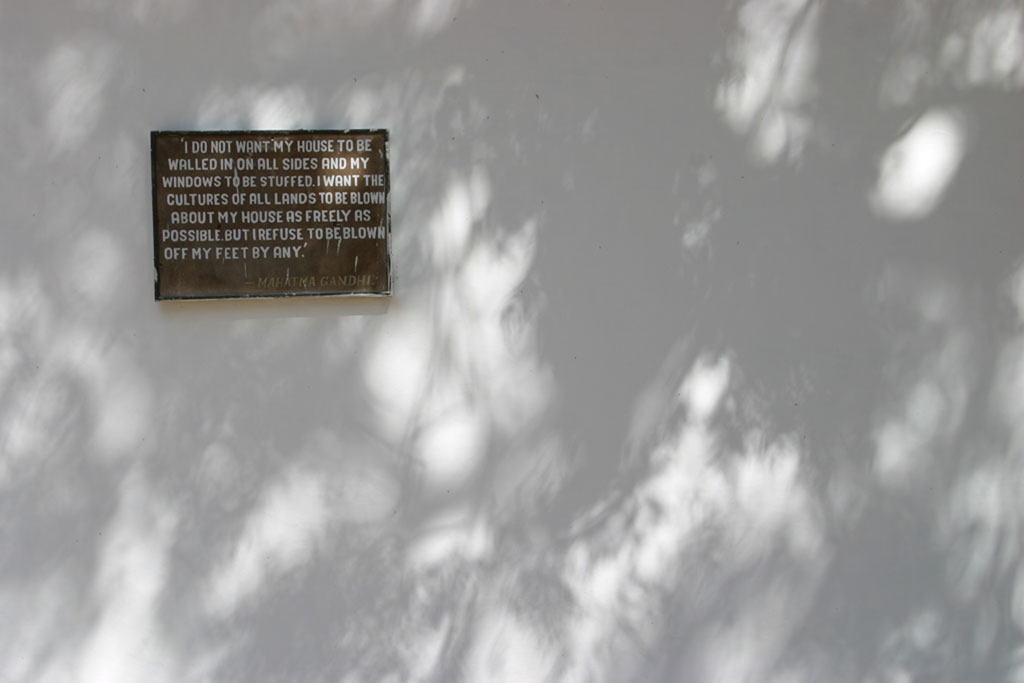 'I DO NOT WANT MY HOUSE TO BE
WALLED IN ON ALL SIDES AND MY
WINDOWS TO BE STUFFED. I WANT THE
CULTURES OF ALL LANDS TO BE BLOWN
ABOUT MY HOUSE AS FREELY AS
POSSIBLE. BUT I REFUSE TO BE BLOWN
OFF MY FEET BY ANY.'
— MAHATMA GANDHI.